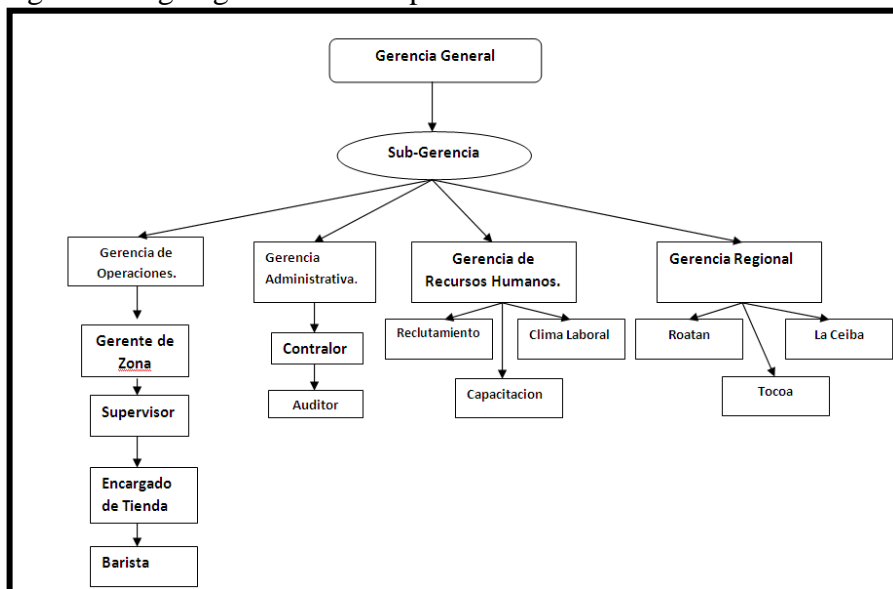 Gerencia General
Sub-Gerencia
Gerencia de
Operaciones.
Gerencia
Administrativa.
Gerencia de
Recursos Humanos.
Gerencia Regional
Reclutamiento
Clima Laboral
Roatan
La Ceiba
Gerente de
Zona
Contralor
Capacitacion
Tocoa
Supervisor
Auditor
Encargado
de Tienda
Barista